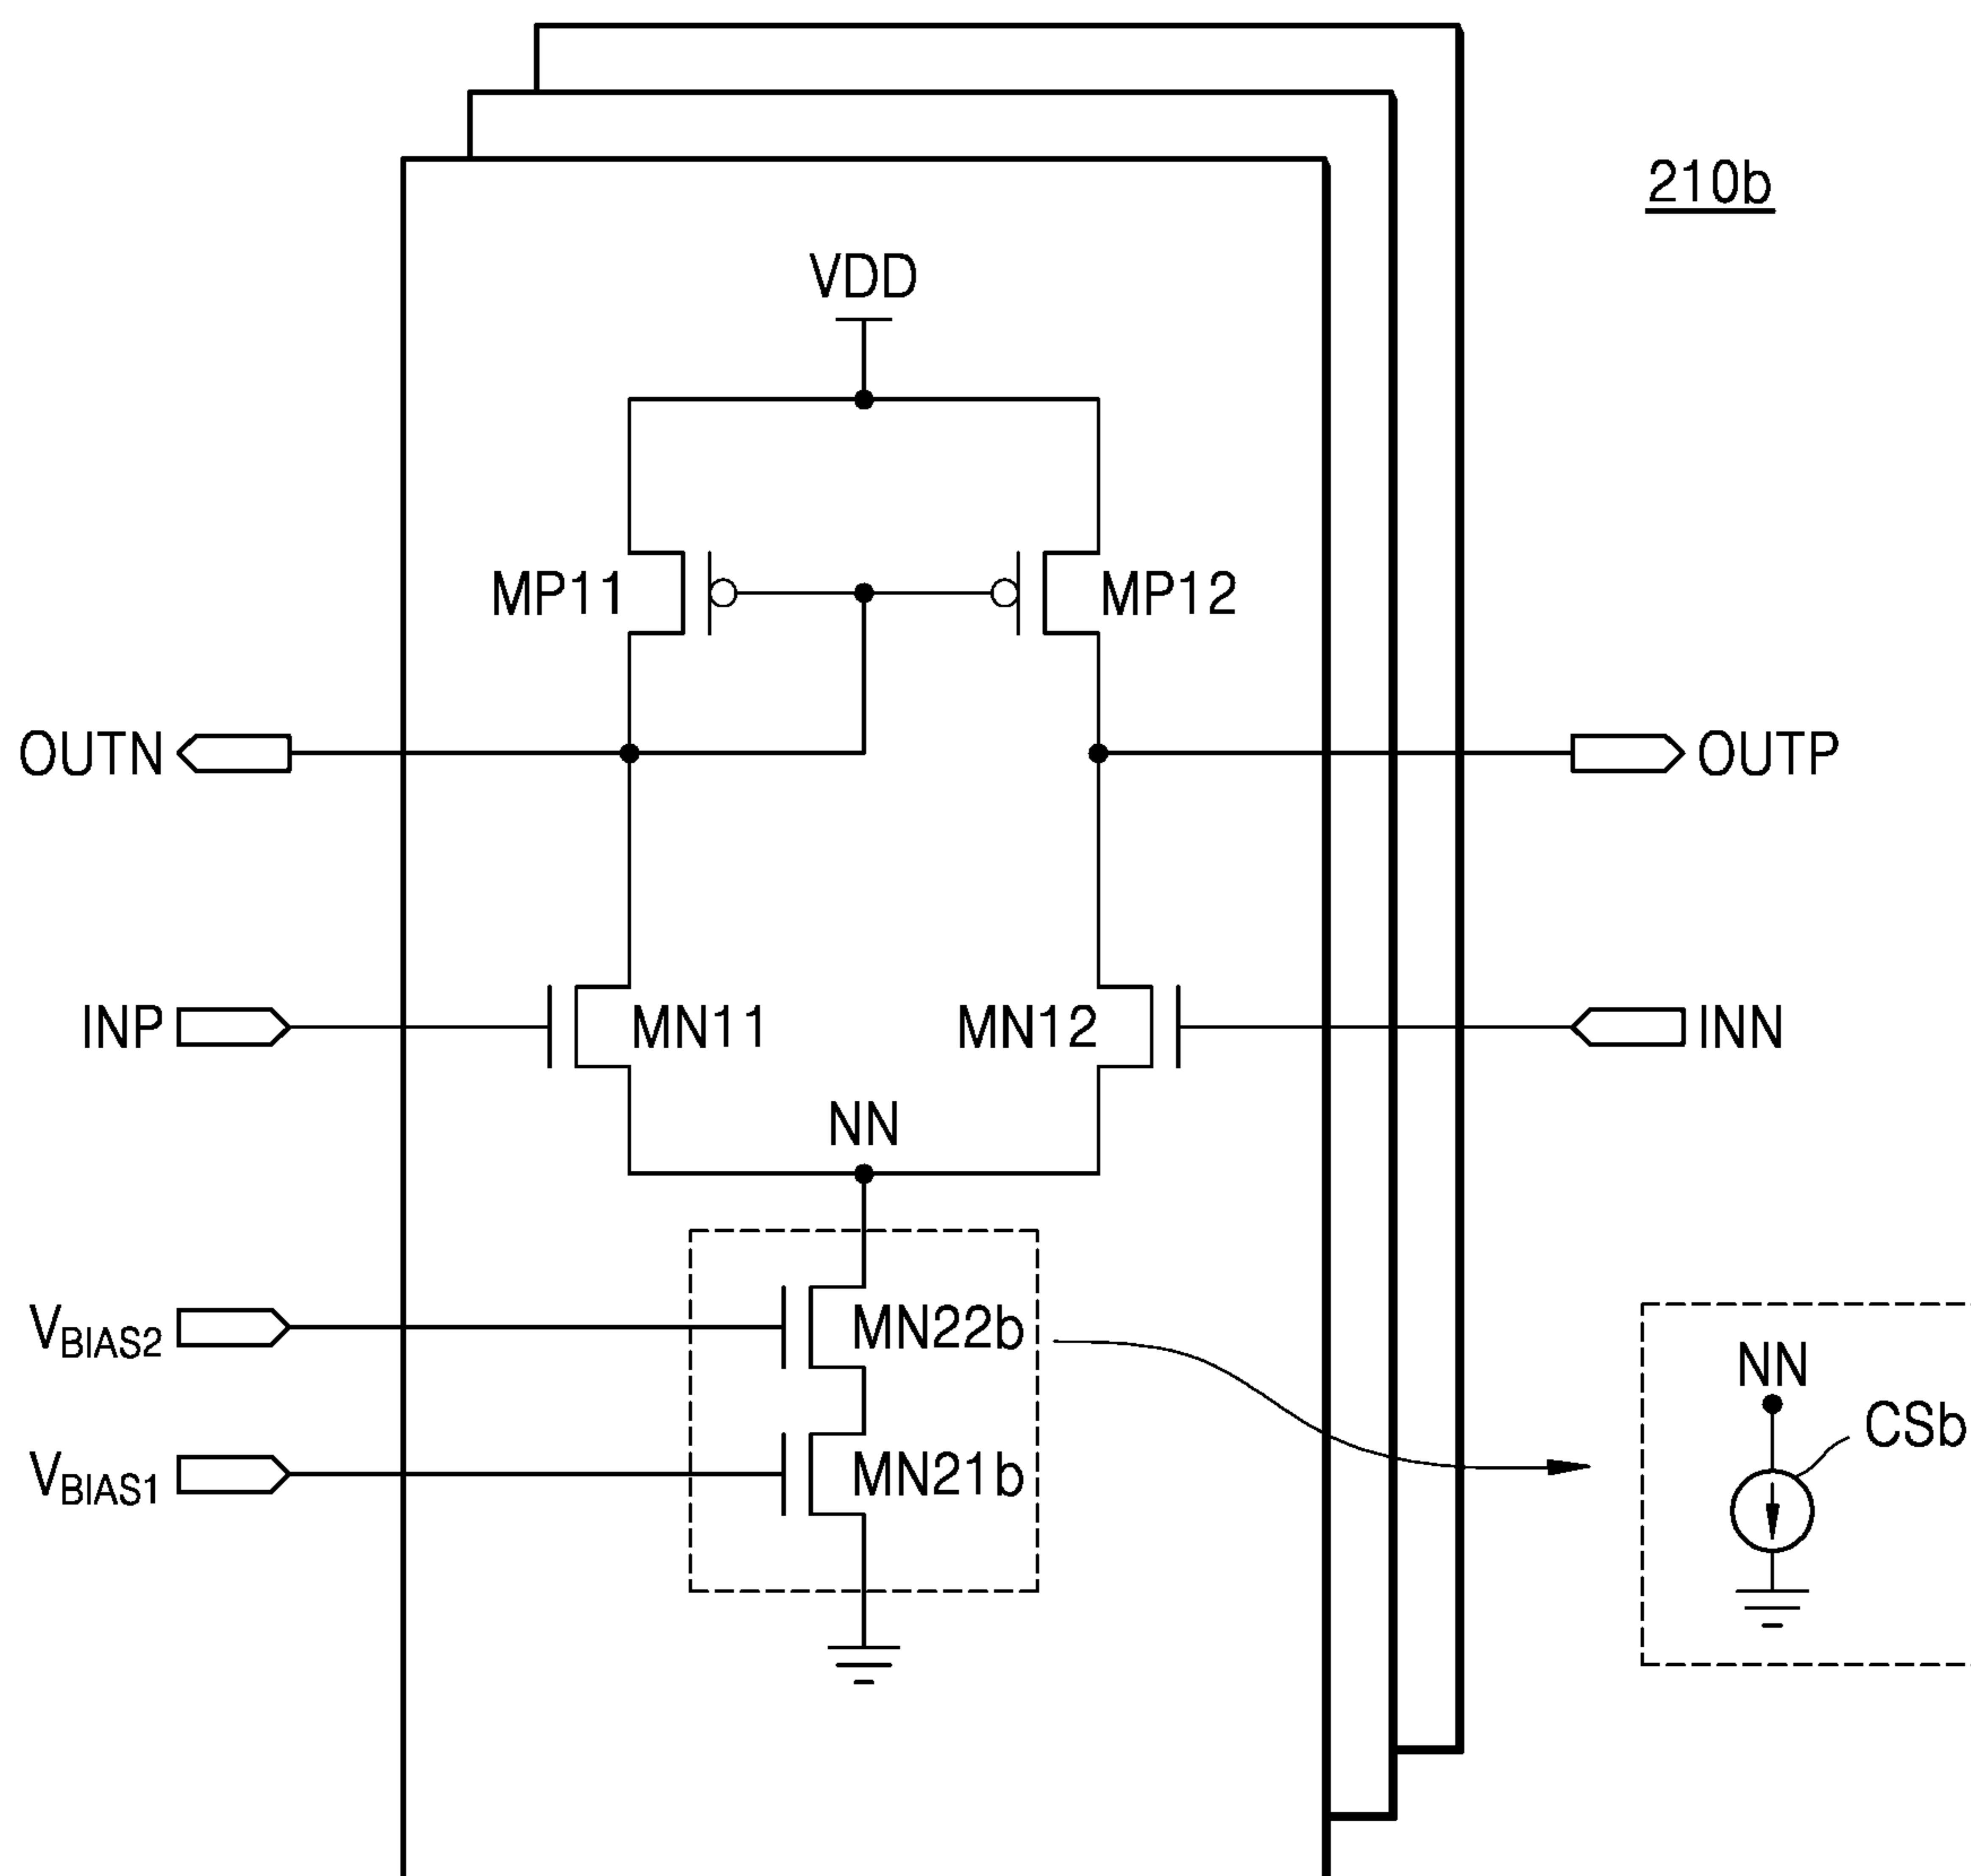 210b
VDD
MP11
MP12
OUTN
OUTP
INP
MN11
MN12
INN
NN
VBIAS2
MN22b
NN
CSb
VBIAS1
MN21b